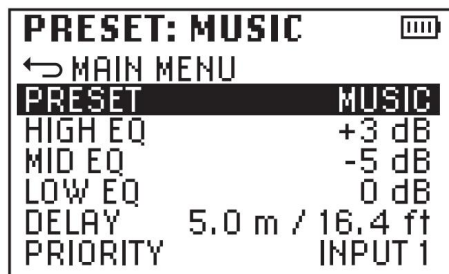 PRESET: MUSIC
MAIN MENU
PRESET MUSIC
HIGH EQ +3 dB
MID EQ -5 dB
LOW EQ 0 dB
DELAY 5.0 m / 16.4 ft
PRIORITY INPUT 1